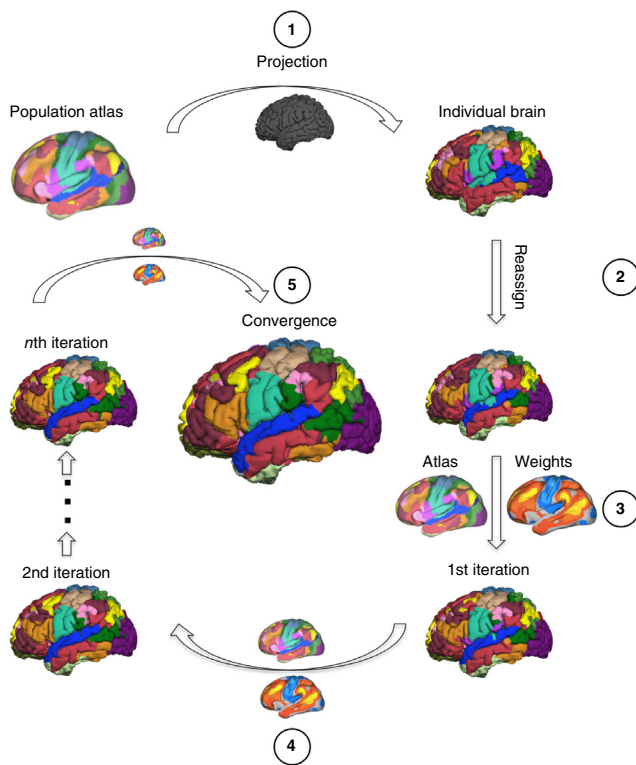 1
Projection
Population atlas
Individual brain
Reassign
2
5
Convergence
nth iteration
Atlas
Weights
3
2nd iteration
1st iteration
4